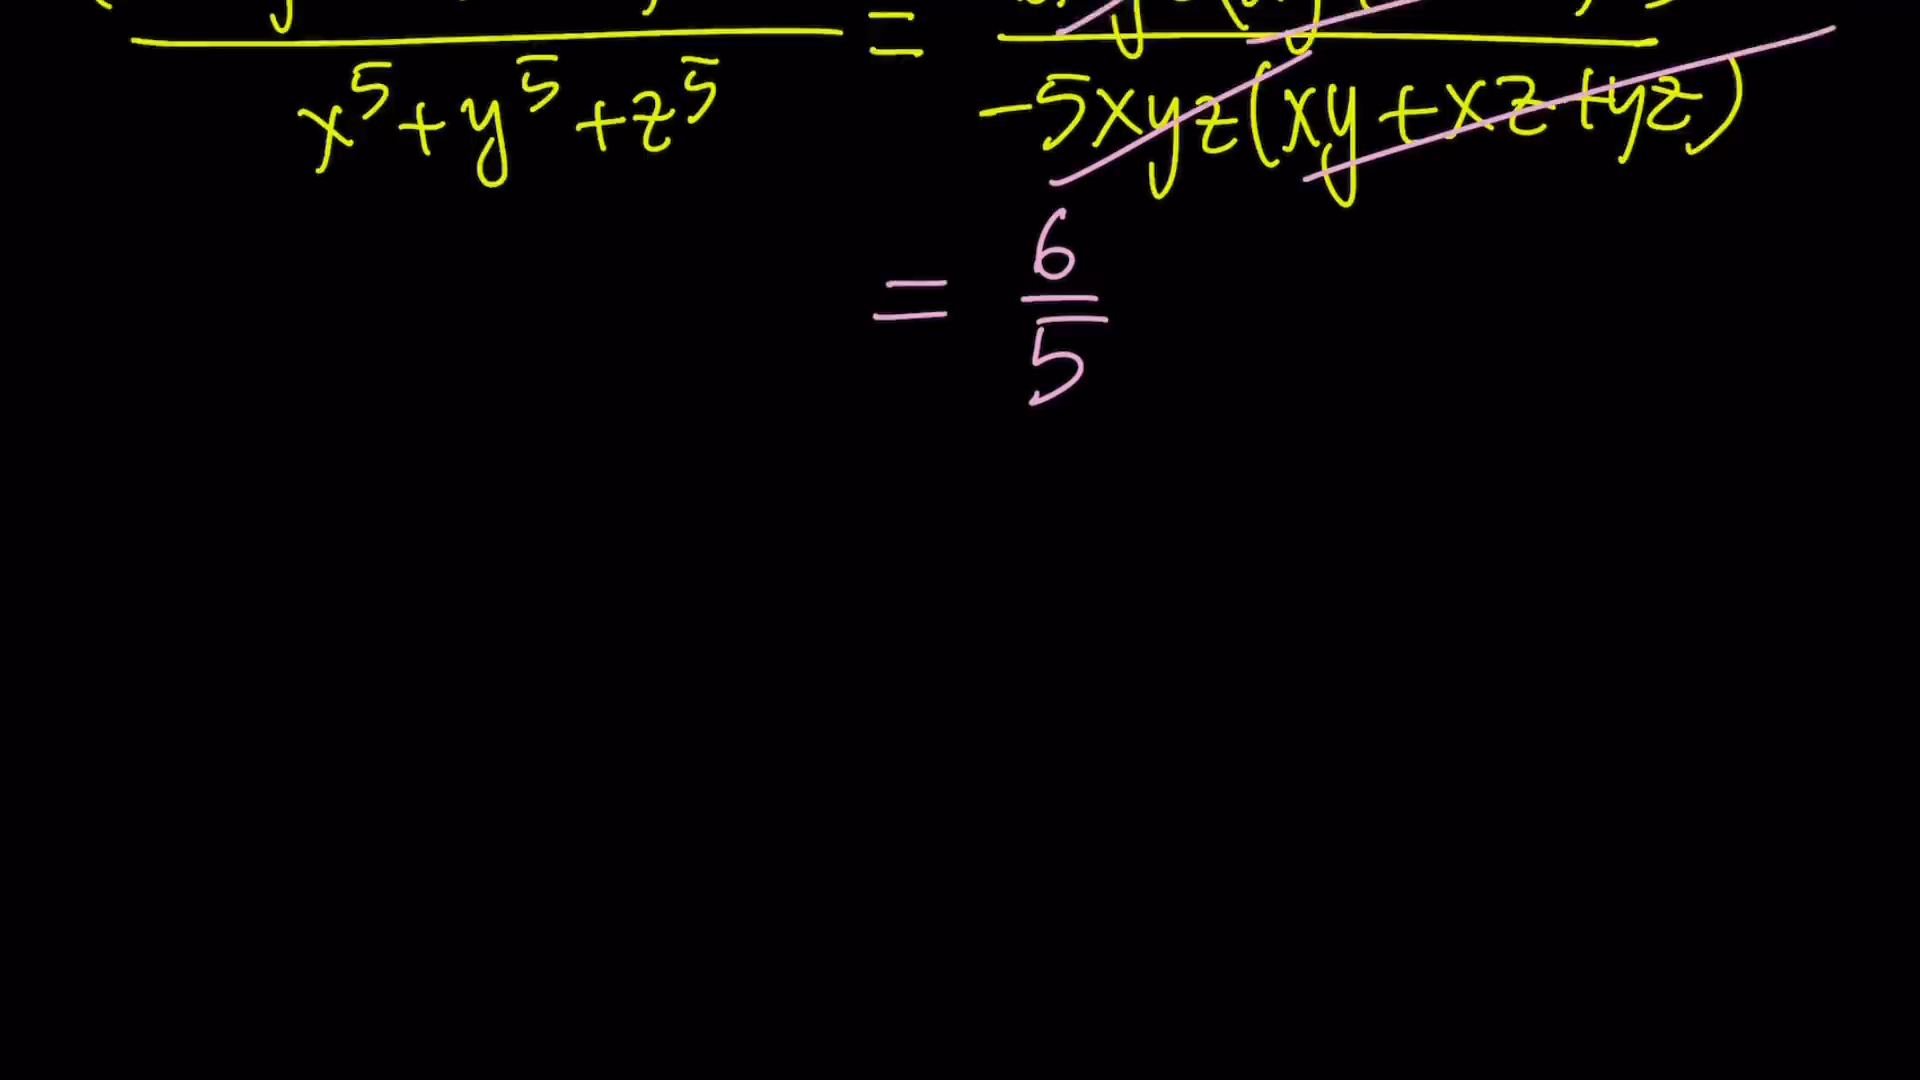 =
x⁵+y⁵+z⁵ -5xyz(xy+xz+yz)
= 6/5